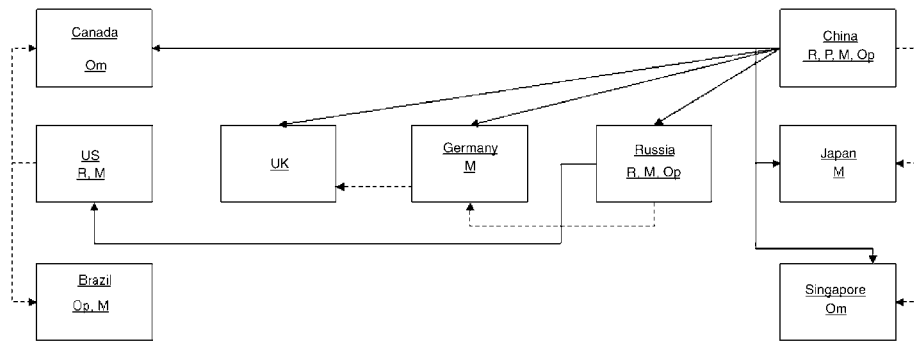 Canada
Om
China
R, P, M, Op
US
R, M
UK
Germany
M
Russia
R, M, Op
Japan
M
Brazil
Op, M
Singapore
Om